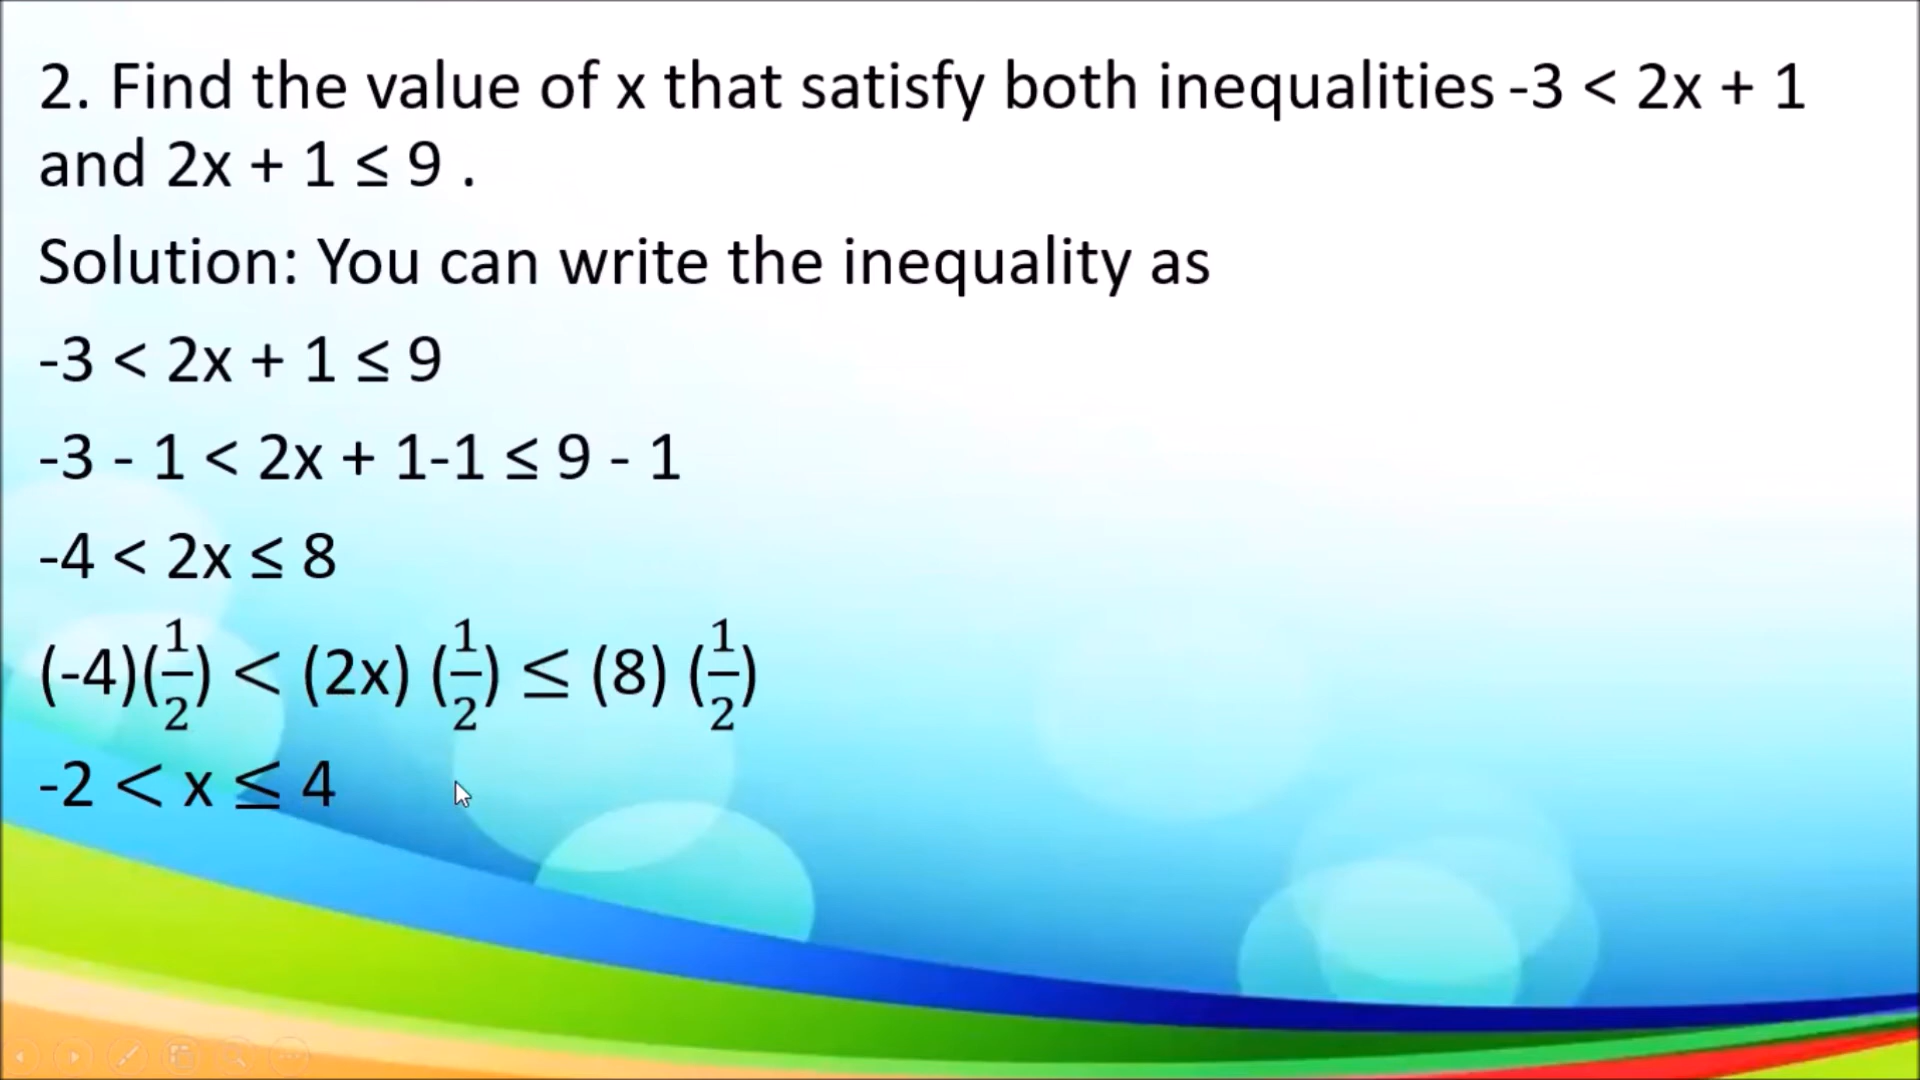 2. Find the value of x that satisfy both inequalities -3 < 2x + 1
and 2x + 1 ≤ 9 .
Solution: You can write the inequality as
-3 < 2x + 1 ≤ 9
-3 - 1 < 2x + 1-1 ≤ 9 - 1
-4 < 2x ≤ 8
(-4)(1/2) < (2x) (1/2) ≤ (8) (1/2)
-2 < x ≤ 4